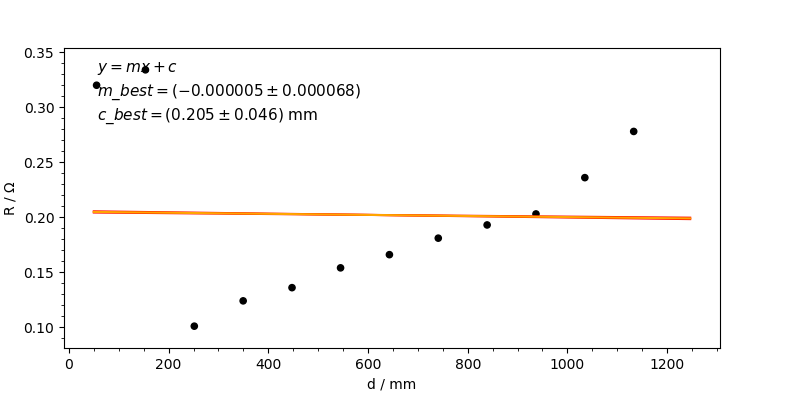 y = mx + c
m_best = (−0.000005 ± 0.000068)
c_best = (0.205 ± 0.046) mm
0.35
0.30
0.25
0.20
0.15
0.10
R / Ω
0
200
400
600
800
1000
1200
d / mm